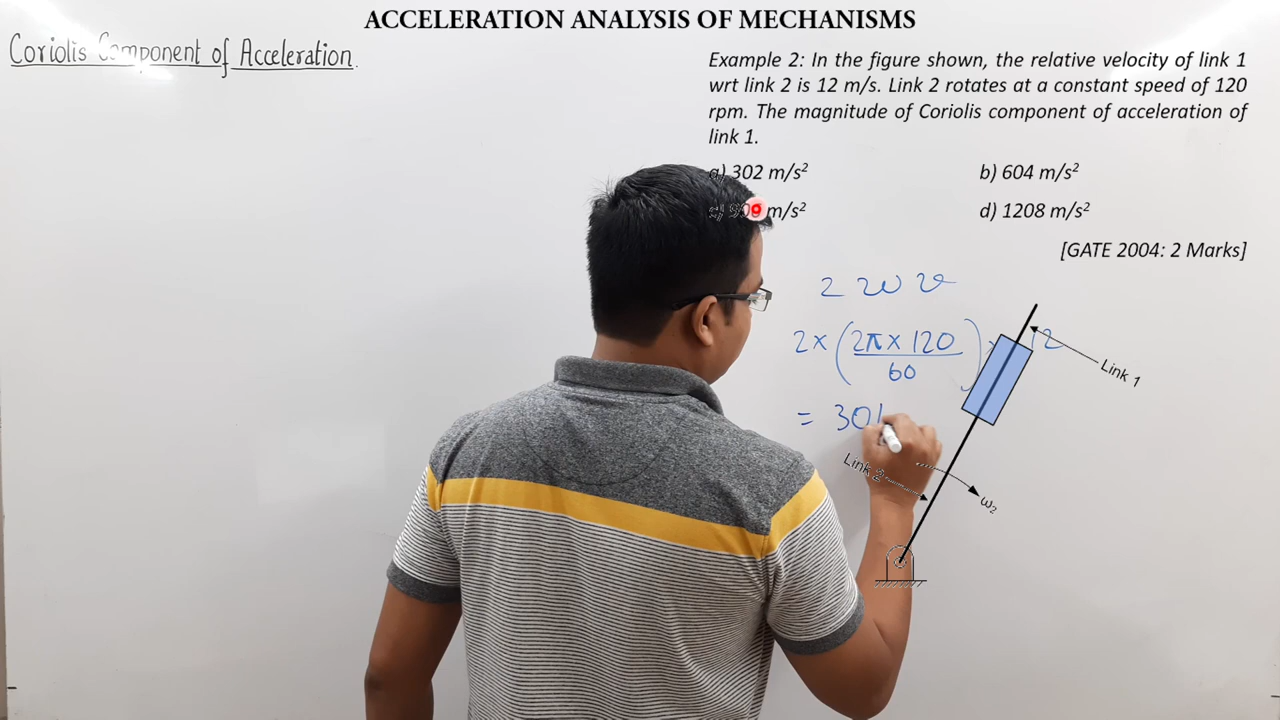 ACCELERATION ANALYSIS OF MECHANISMS
Coriolis Component of Acceleration
Example 2: In the figure shown, the relative velocity of link 1
wrt link 2 is 12 m/s. Link 2 rotates at a constant speed of 120
rpm. The magnitude of Coriolis component of acceleration of
link 1.
a) 302 m/s²
b) 604 m/s²
m/s²
d) 1208 m/s²
[GATE 2004: 2 Marks]
2 ω v
2 × (2π × 120 / 60) × 12
= 301
Link 1
Link 2
ω₂